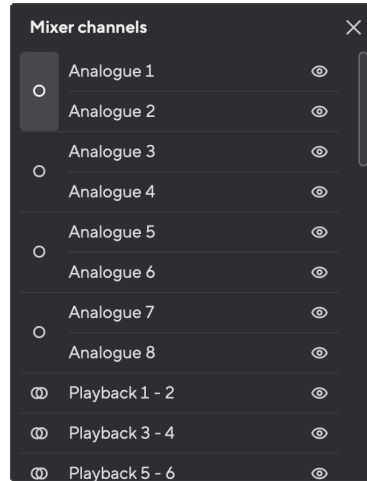 Mixer channels
Analogue 1
Analogue 2
Analogue 3
Analogue 4
Analogue 5
Analogue 6
Analogue 7
Analogue 8
Playback 1 - 2
Playback 3 - 4
Playback 5 - 6